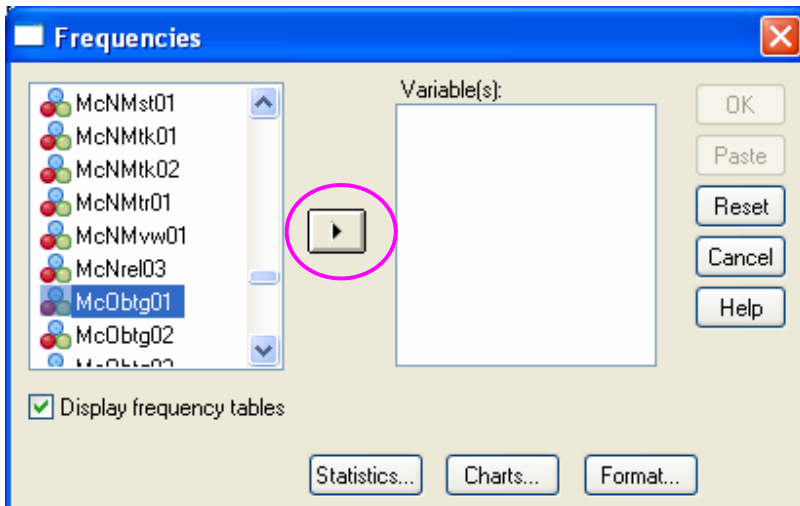 Frequencies
McNMst01
McNMtk01
McNMtk02
McNMtr01
McNMvw01
McNrel03
McObtg01
McObtg02
Variable(s):
OK
Paste
Reset
Cancel
Help
Display frequency tables
Statistics...
Charts...
Format...